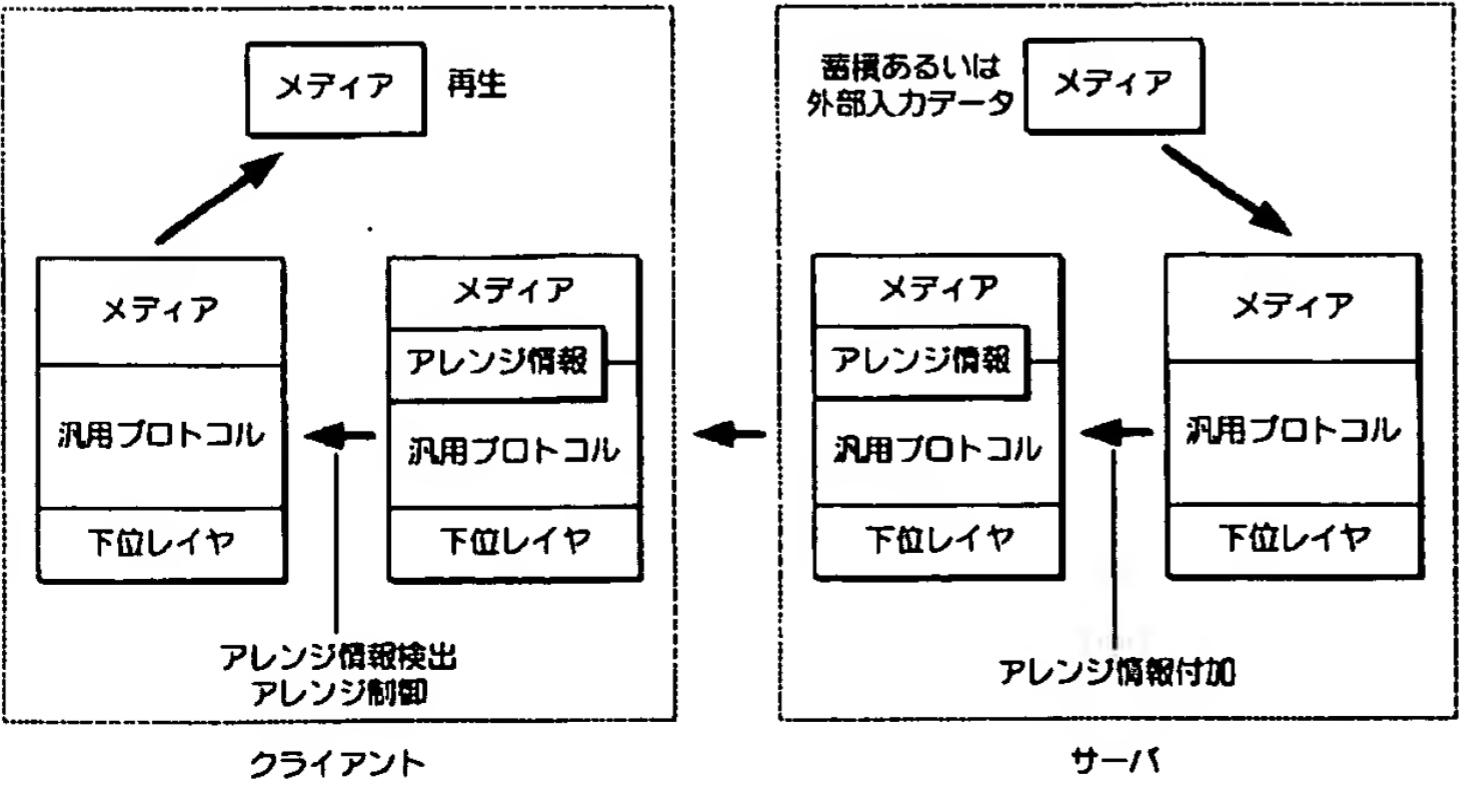 メディア
再生
メディア
汎用プロトコル
下位レイヤ
メディア
アレンジ情報
汎用プロトコル
下位レイヤ
アレンジ情報検出
アレンジ制御
クライアント
蓄積あるいは
外部入力データ
メディア
メディア
アレンジ情報
汎用プロトコル
下位レイヤ
メディア
汎用プロトコル
下位レイヤ
アレンジ情報付加
サーバ